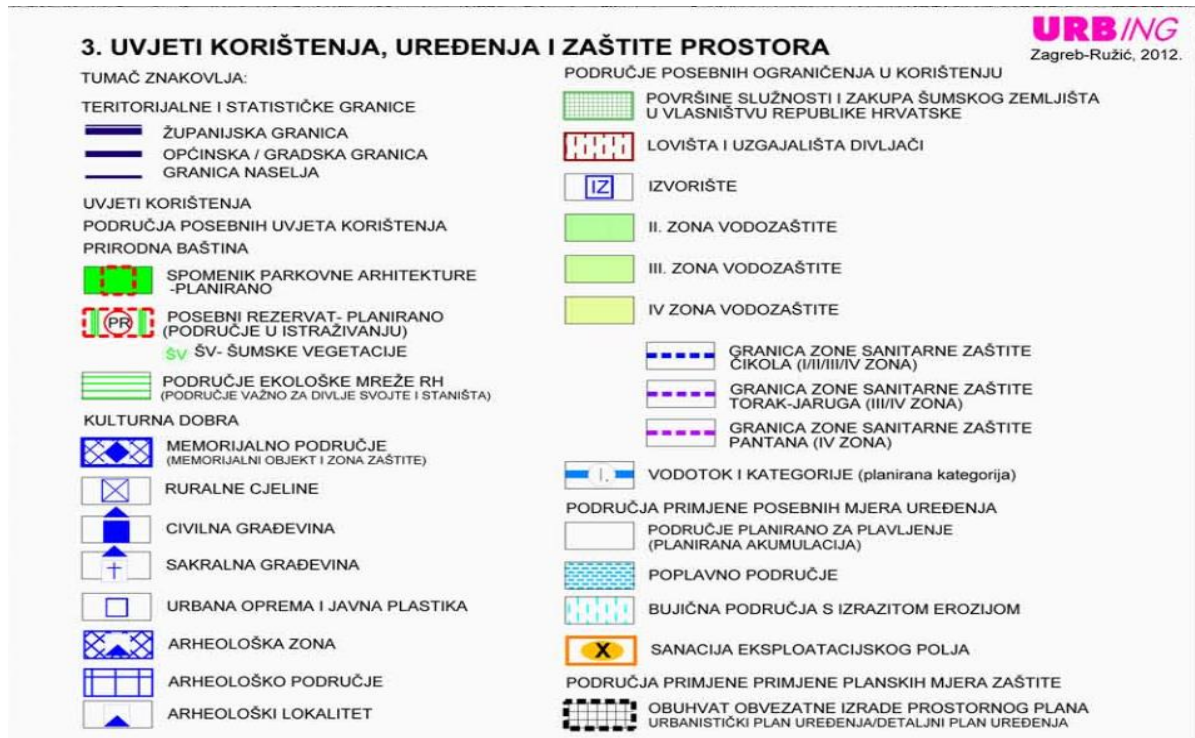 URBING
Zagreb-Ružić, 2012.
3. UVJETI KORIŠTENJA, UREĐENJA I ZAŠTITE PROSTORA
TUMAČ ZNAKOVLJA:
TERITORIJALNE I STATISTIČKE GRANICE
ŽUPANIJSKA GRANICA
OPĆINSKA / GRADSKA GRANICA
GRANICA NASELJA
UVJETI KORIŠTENJA
PODRUČJA POSEBNIH UVJETA KORIŠTENJA
PRIRODNA BAŠTINA
SPOMENIK PARKOVNE ARHITEKTURE
-PLANIRANO
PR
POSEBNI REZERVAT- PLANIRANO
(PODRUČJE U ISTRAŽIVANJU)
ŠV ŠV- ŠUMSKE VEGETACIJE
PODRUČJE EKOLOŠKE MREŽE RH
(PODRUČJE VAŽNO ZA DIVLJE SVOJTE I STANIŠTA)
KULTURNA DOBRA
MEMORIJALNO PODRUČJE
(MEMORIJALNI OBJEKT I ZONA ZAŠTITE)
RURALNE CJELINE
CIVILNA GRAĐEVINA
SAKRALNA GRAĐEVINA
URBANA OPREMA I JAVNA PLASTIKA
ARHEOLOŠKA ZONA
ARHEOLOŠKO PODRUČJE
ARHEOLOŠKI LOKALITET
PODRUČJE POSEBNIH OGRANIČENJA U KORIŠTENJU
POVRŠINE SLUŽNOSTI I ZAKUPA ŠUMSKOG ZEMLJIŠTA
U VLASNIŠTVU REPUBLIKE HRVATSKE
LOVIŠTA I UZGAJALIŠTA DIVLJAČI
IZ IZVORIŠTE
II. ZONA VODOZAŠTITE
III. ZONA VODOZAŠTITE
IV ZONA VODOZAŠTITE
GRANICA ZONE SANITARNE ZAŠTITE
ČIKOLA (I/II/III/IV ZONA)
GRANICA ZONE SANITARNE ZAŠTITE
TORAK-JARUGA (III/IV ZONA)
GRANICA ZONE SANITARNE ZAŠTITE
PANTANA (IV ZONA)
I. VODOTOK I KATEGORIJE (planirana kategorija)
PODRUČJA PRIMJENE POSEBNIH MJERA UREĐENJA
PODRUČJE PLANIRANO ZA PLAVLJENJE
(PLANIRANA AKUMULACIJA)
POPLAVNO PODRUČJE
BUJIČNA PODRUČJA S IZRAZITOM EROZIJOM
X SANACIJA EKSPLOATACIJSKOG POLJA
PODRUČJA PRIMJENE PRIMJENE PLANSKIH MJERA ZAŠTITE
OBUHVAT OBVEZATNE IZRADE PROSTORNOG PLANA
URBANISTIČKI PLAN UREĐENJA/DETALJNI PLAN UREĐENJA